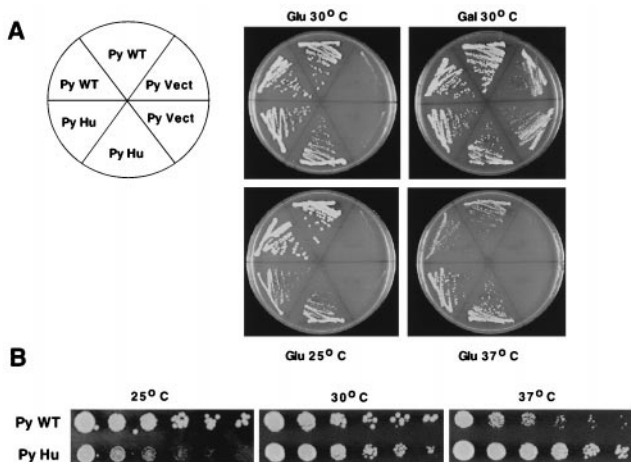 A
Glu 30° C
Gal 30° C
Py WT
Py WT
Py Vect
Py Hu
Py Vect
Py Hu
Glu 25° C
Glu 37° C
B
25° C
30° C
37° C
Py WT
Py Hu